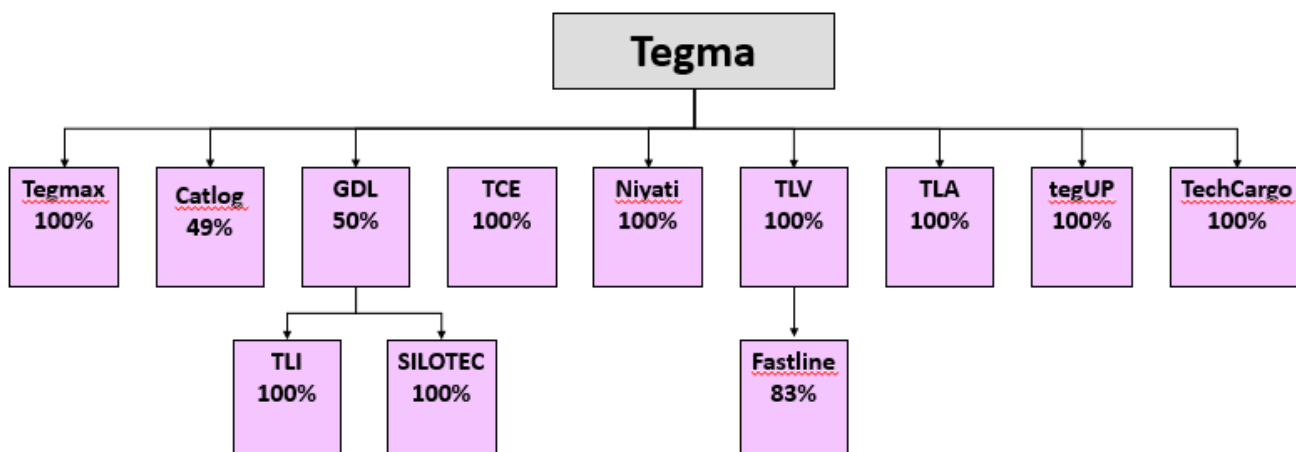 Tegma
Tegmax
100%
Catlog
49%
GDL
50%
TCE
100%
Niyati
100%
TLV
100%
TLA
100%
tegUP
100%
TechCargo
100%
TLI
100%
SILOTEC
100%
Fastline
83%